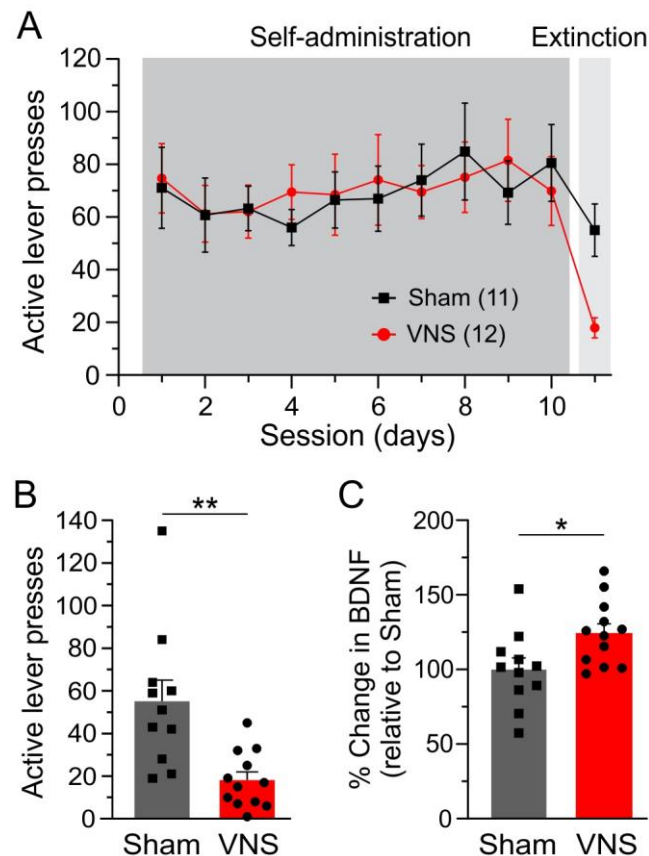 A
Self-administration Extinction
120
100
80
60
40
20
0
Active lever presses
Sham (11)
VNS (12)
0 2 4 6 8 10
Session (days)
B
**
140
120
100
80
60
40
20
0
Active lever presses
Sham VNS
C
*
200
150
100
50
0
% Change in BDNF
(relative to Sham)
Sham VNS